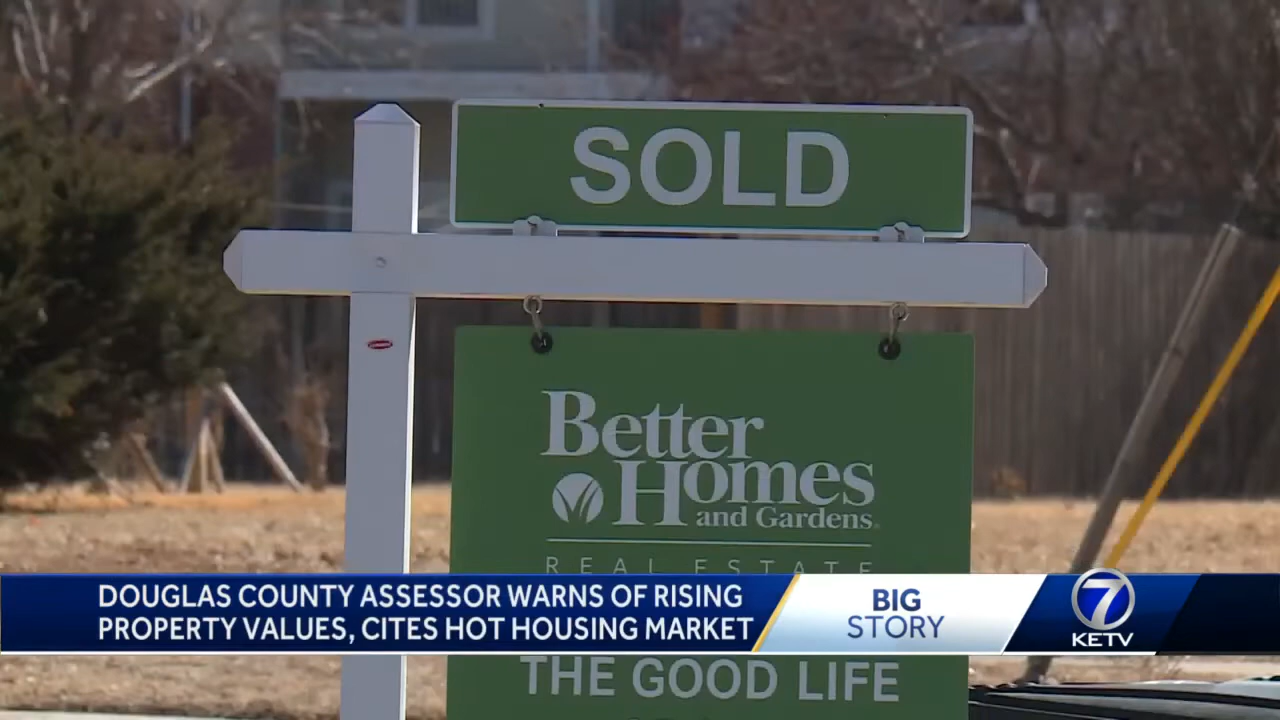 SOLD
Better
Homes
and Gardens
REAL ESTATE
DOUGLAS COUNTY ASSESSOR WARNS OF RISING
PROPERTY VALUES, CITES HOT HOUSING MARKET
BIG
STORY
7
KETV
THE GOOD LIFE